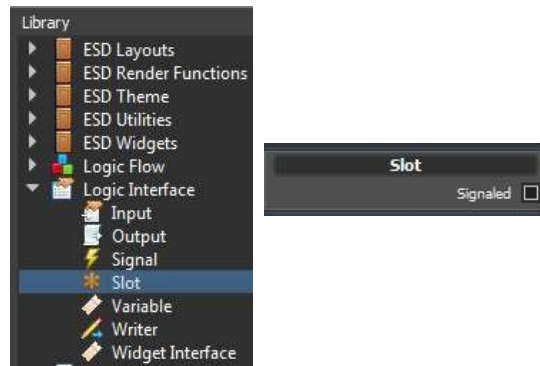 Library
ESD Layouts
ESD Render Functions
ESD Theme
ESD Utilities
ESD Widgets
Logic Flow
Logic Interface
Input
Output
Signal
Slot
Variable
Writer
Widget Interface
Slot
Signaled